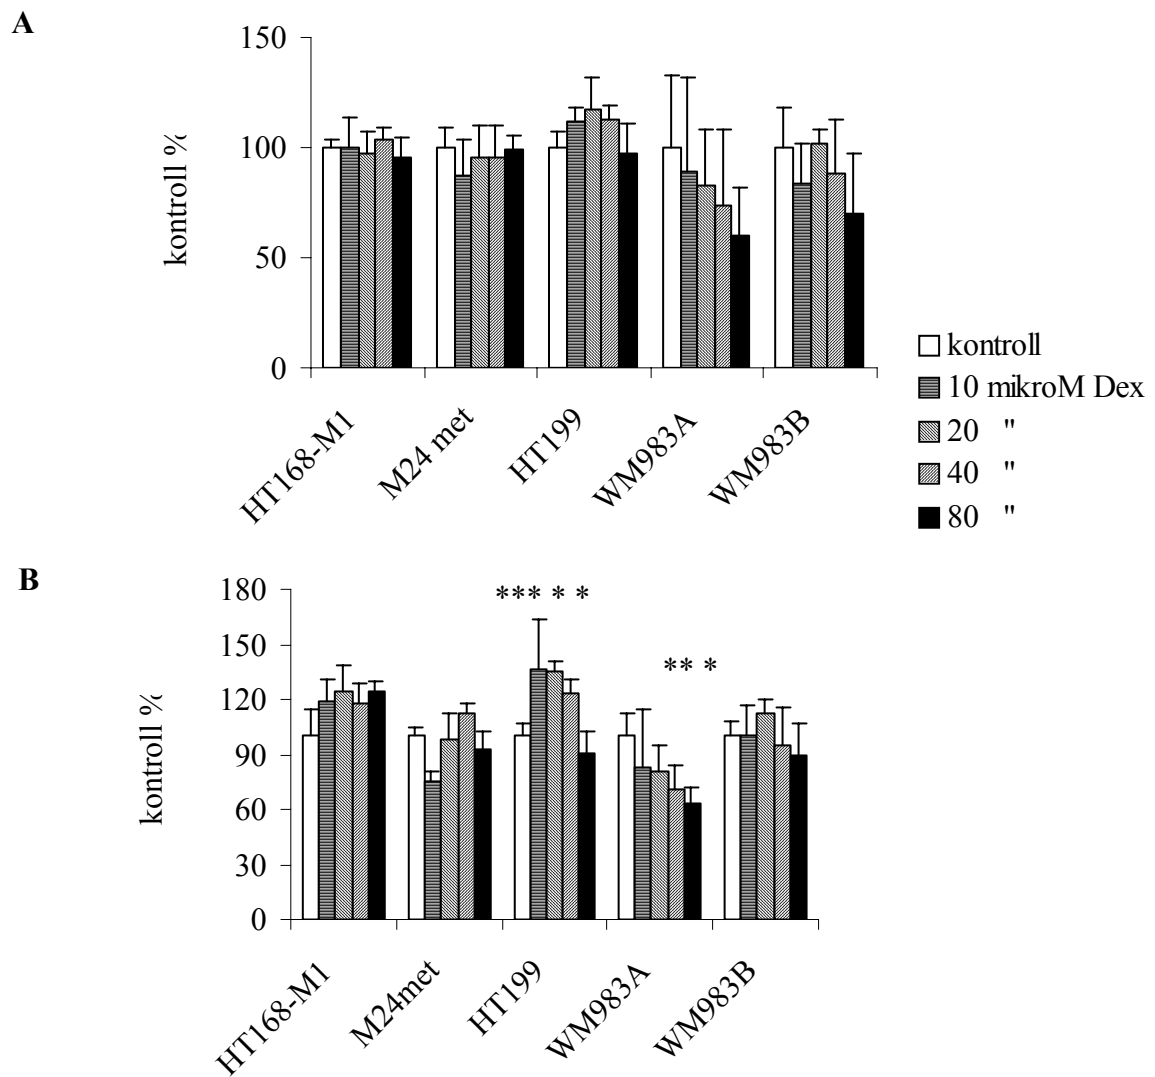 A
150
100
50
0
kontroll %
HT168-M1
M24 met
HT199
WM983A
WM983B
kontroll
10 mikroM Dex
20 "
40 "
80 "
B
180
150
120
90
60
30
0
kontroll %
*** * *
** *
HT168-M1
M24met
HT199
WM983A
WM983B